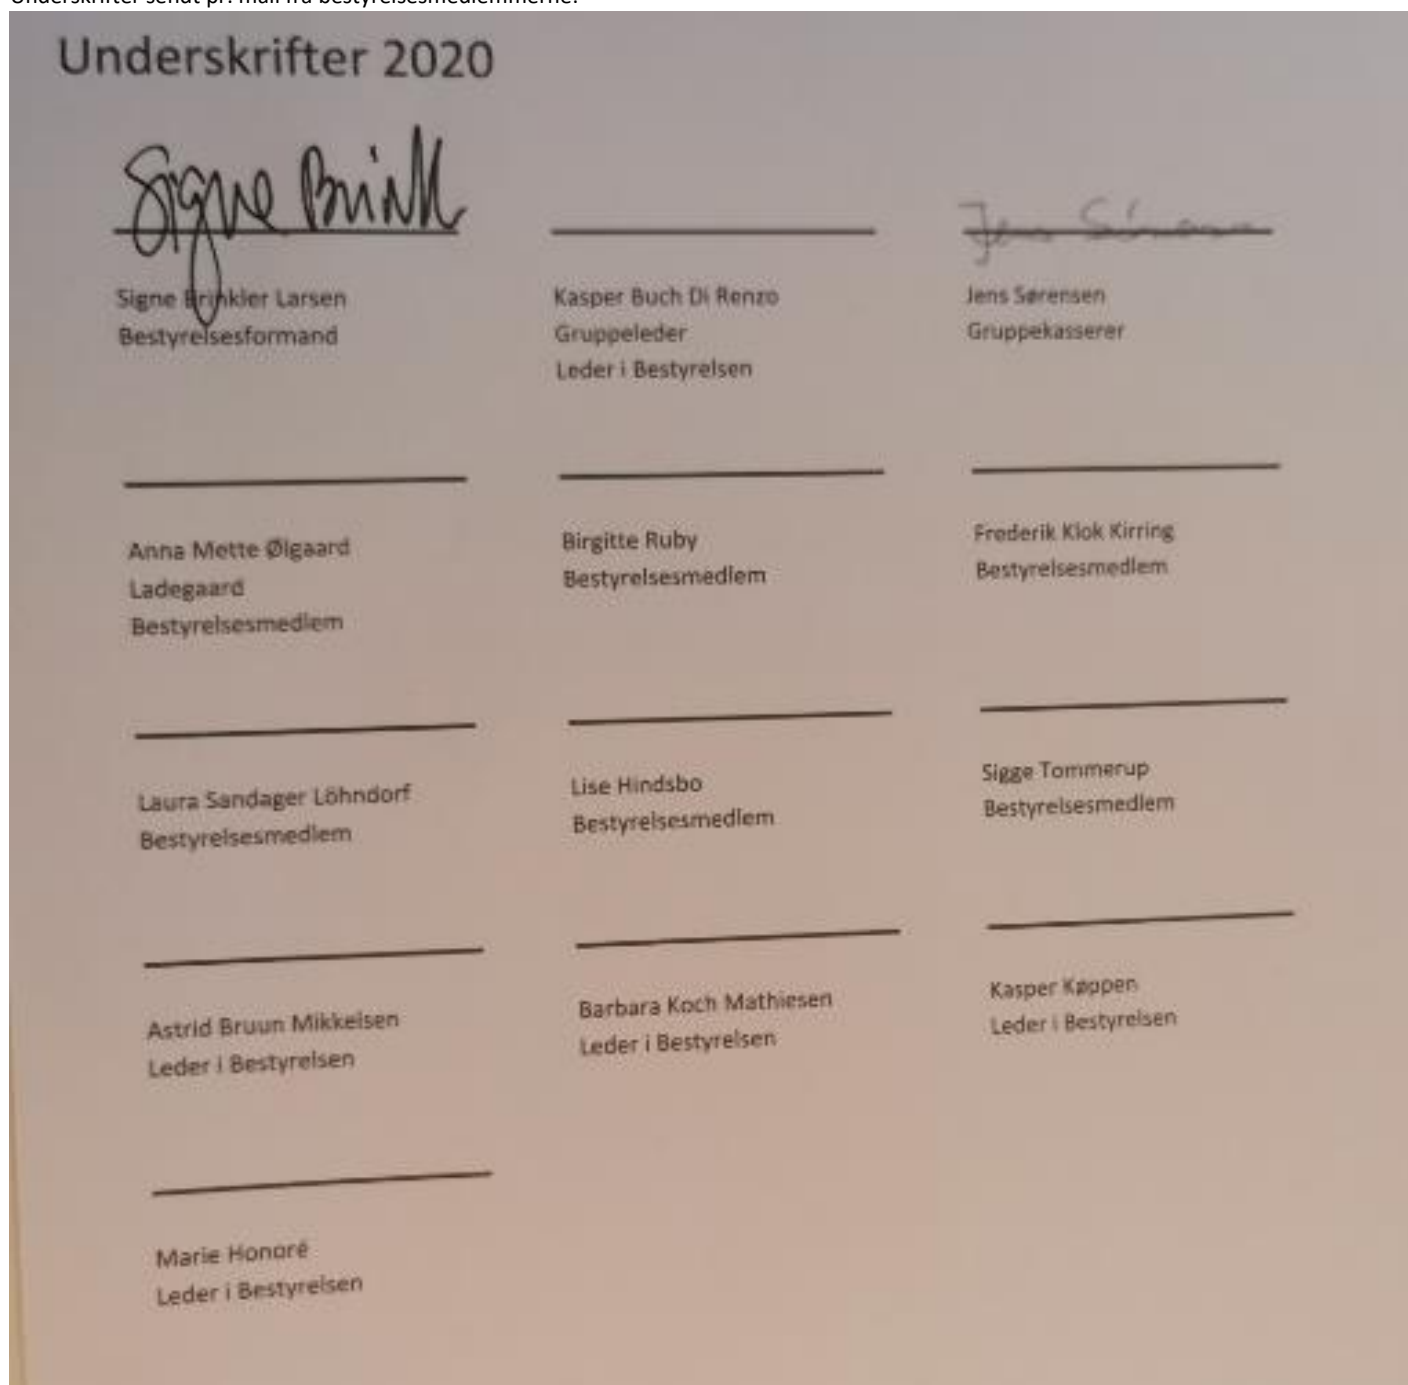 Underskrifter sendt pr. mail fra bestyrelsesmedlemmerne.
Underskrifter 2020
Signe Brink
Jens
Signe Brinkler Larsen
Bestyrelsesformand
Kasper Buch Di Renzo
Gruppeleder
Leder i Bestyrelsen
Jens Sørensen
Gruppekasserer
Anna Mette Ølgaard
Ladegaard
Bestyrelsesmedlem
Birgitte Ruby
Bestyrelsesmedlem
Frederik Klok Kirring
Bestyrelsesmedlem
Laura Sandager Löhndorf
Bestyrelsesmedlem
Lise Hindsbo
Bestyrelsesmedlem
Sigge Tommerup
Bestyrelsesmedlem
Astrid Bruun Mikkelsen
Leder i Bestyrelsen
Barbara Koch Mathiesen
Leder i Bestyrelsen
Kasper Køppen
Leder i Bestyrelsen
Marie Honoré
Leder i Bestyrelsen